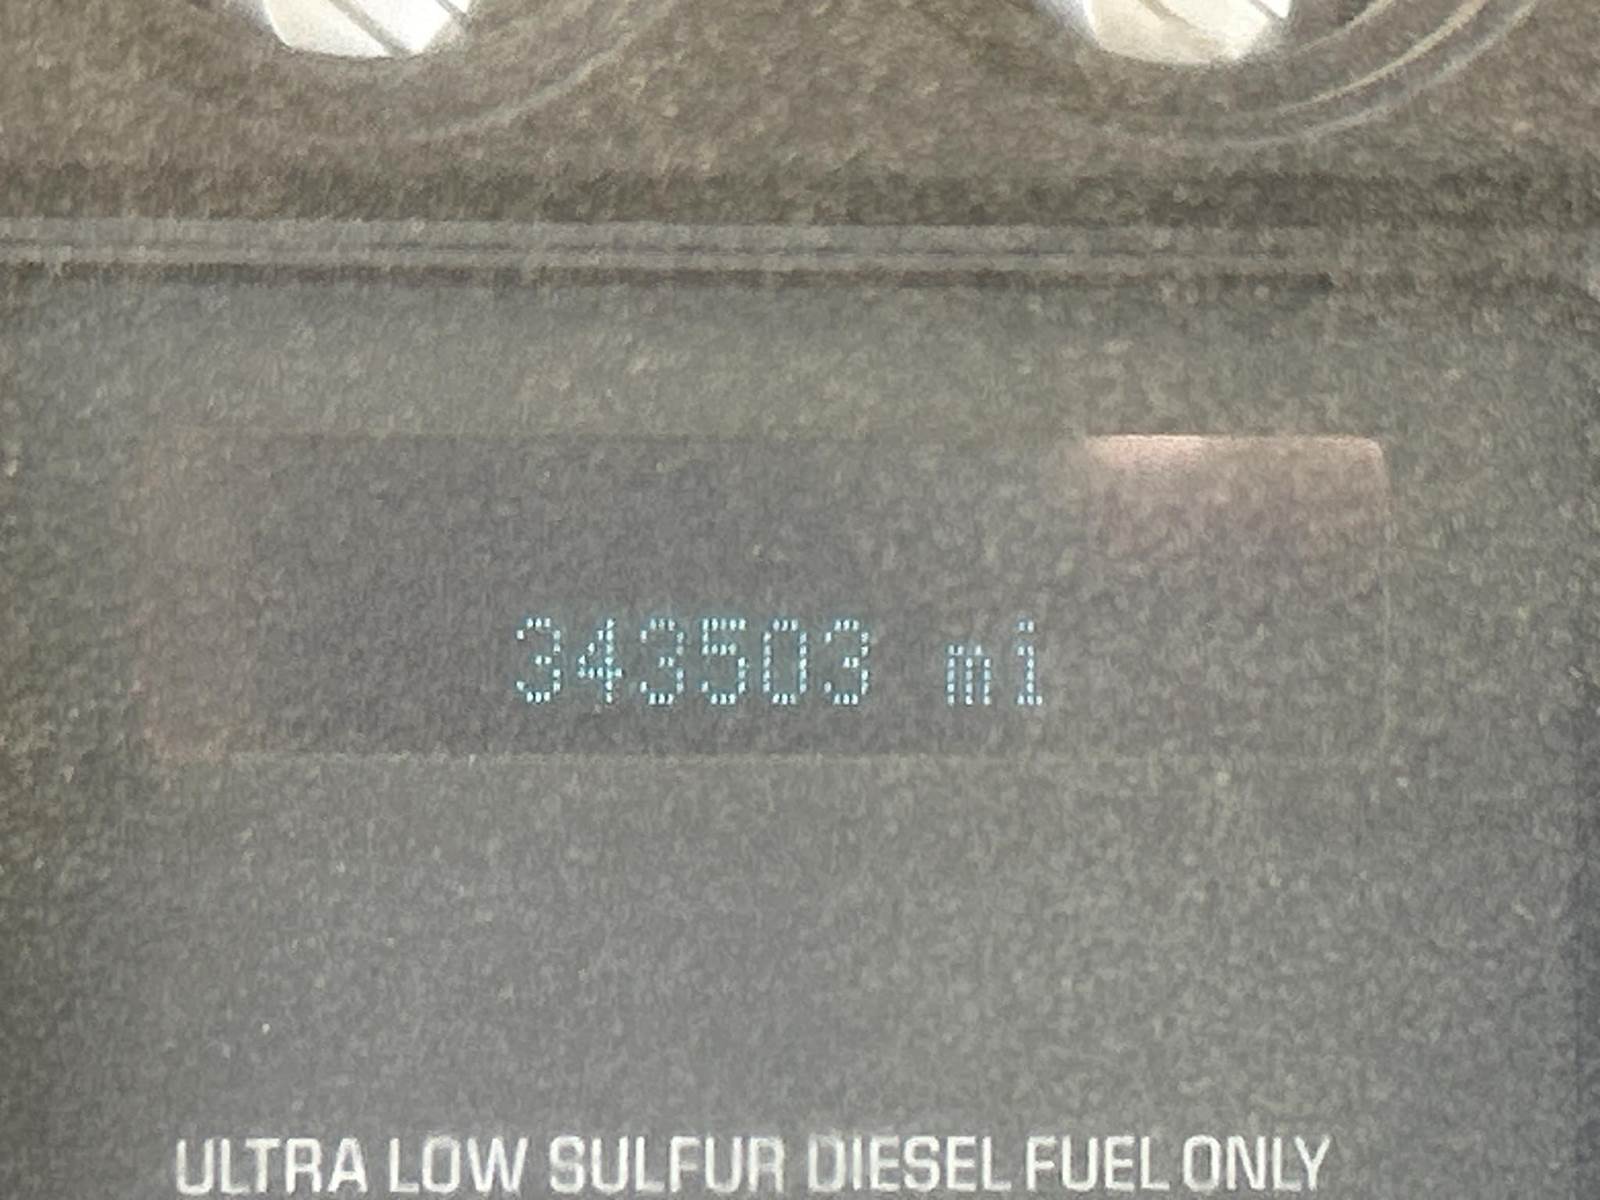 343503 mi
ULTRA LOW SULFUR DIESEL FUEL ONLY